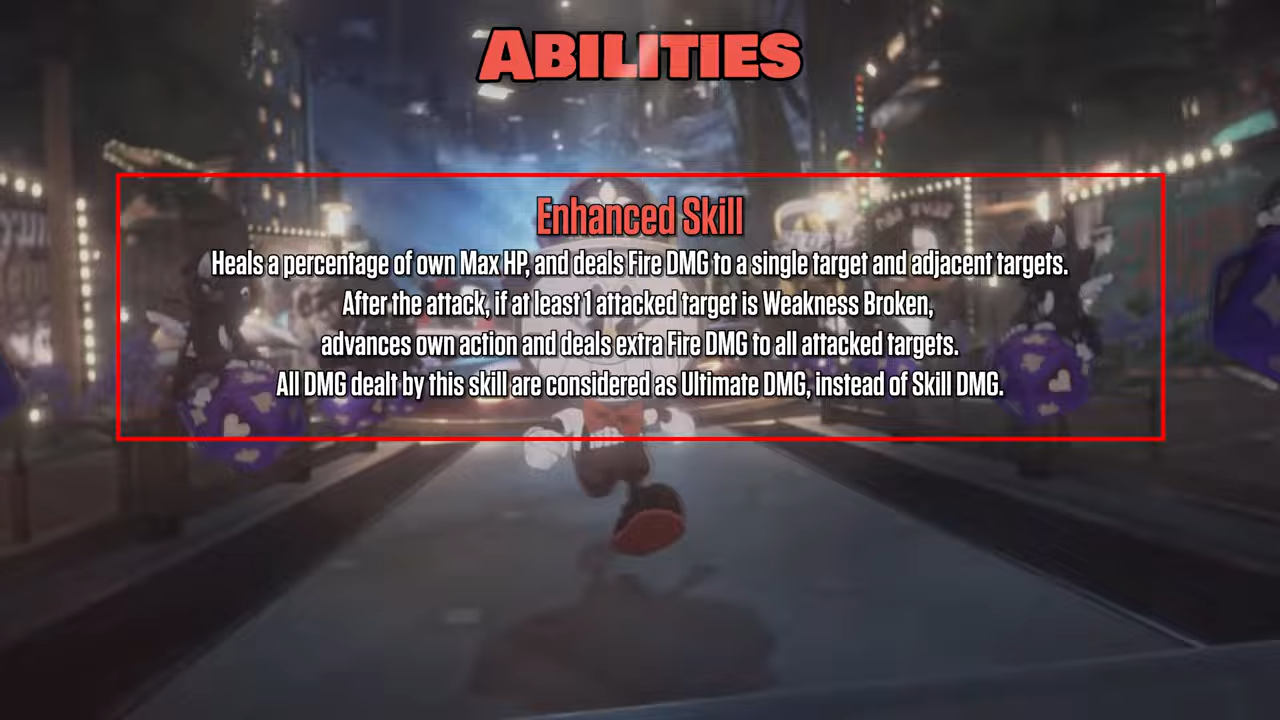 ABILITIES
Enhanced Skill
Heals a percentage of own Max HP, and deals Fire DMG to a single target and adjacent targets.
After the attack, if at least 1 attacked target is Weakness Broken,
advances own action and deals extra Fire DMG to all attacked targets.
All DMG dealt by this skill are considered as Ultimate DMG, instead of Skill DMG.